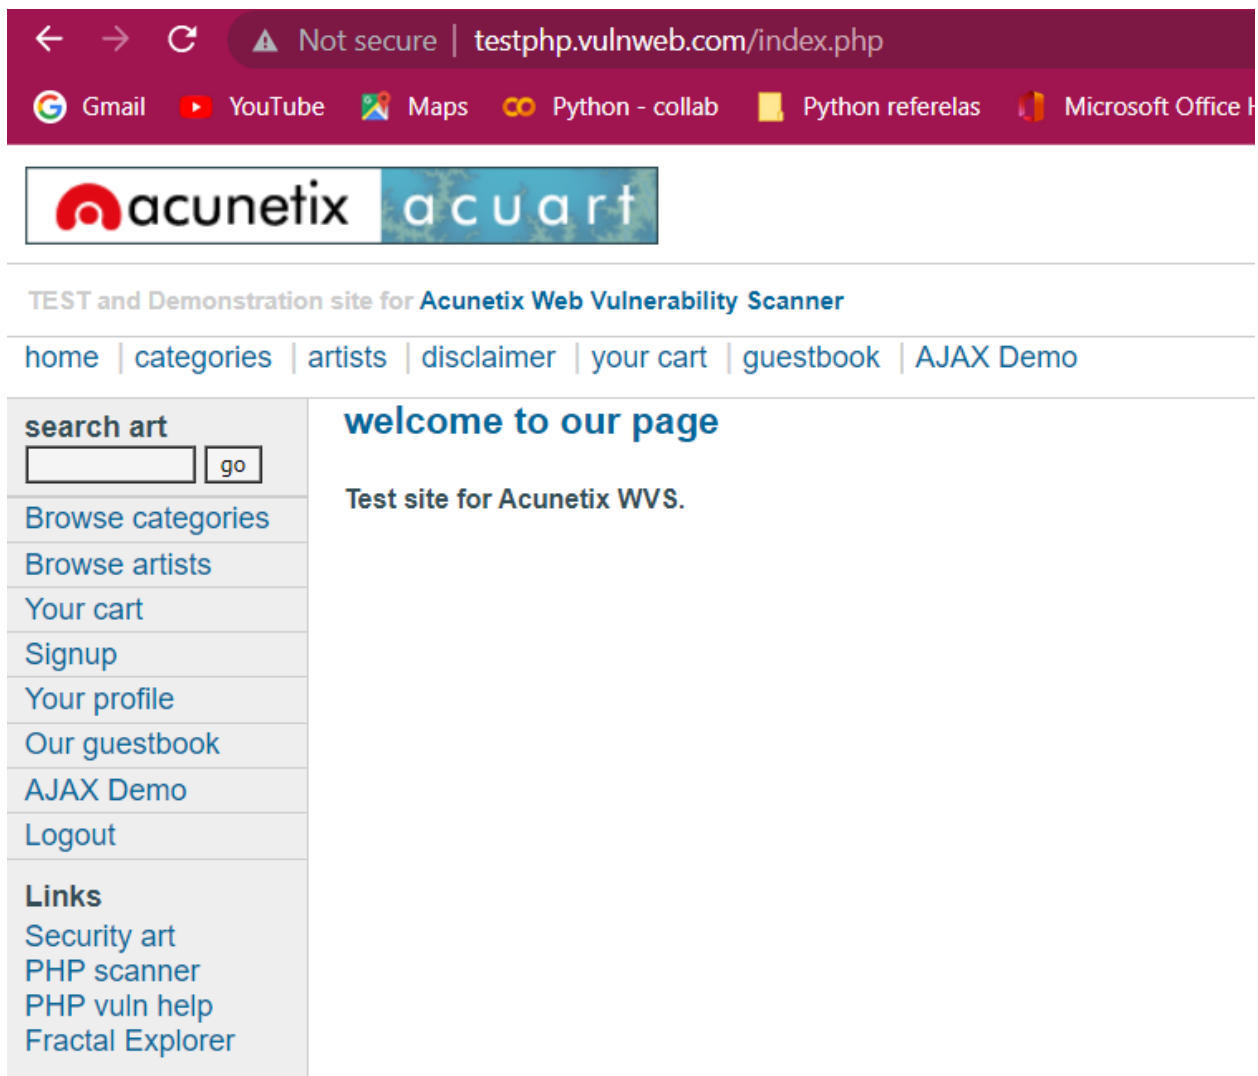 Not secure | testphp.vulnweb.com/index.php
Gmail YouTube Maps Python - collab Python referelas Microsoft Office H
acunetix acuart
TEST and Demonstration site for Acunetix Web Vulnerability Scanner
home | categories | artists | disclaimer | your cart | guestbook | AJAX Demo
search art
go
Browse categories
Browse artists
Your cart
Signup
Your profile
Our guestbook
AJAX Demo
Logout
Links
Security art
PHP scanner
PHP vuln help
Fractal Explorer
welcome to our page
Test site for Acunetix WVS.